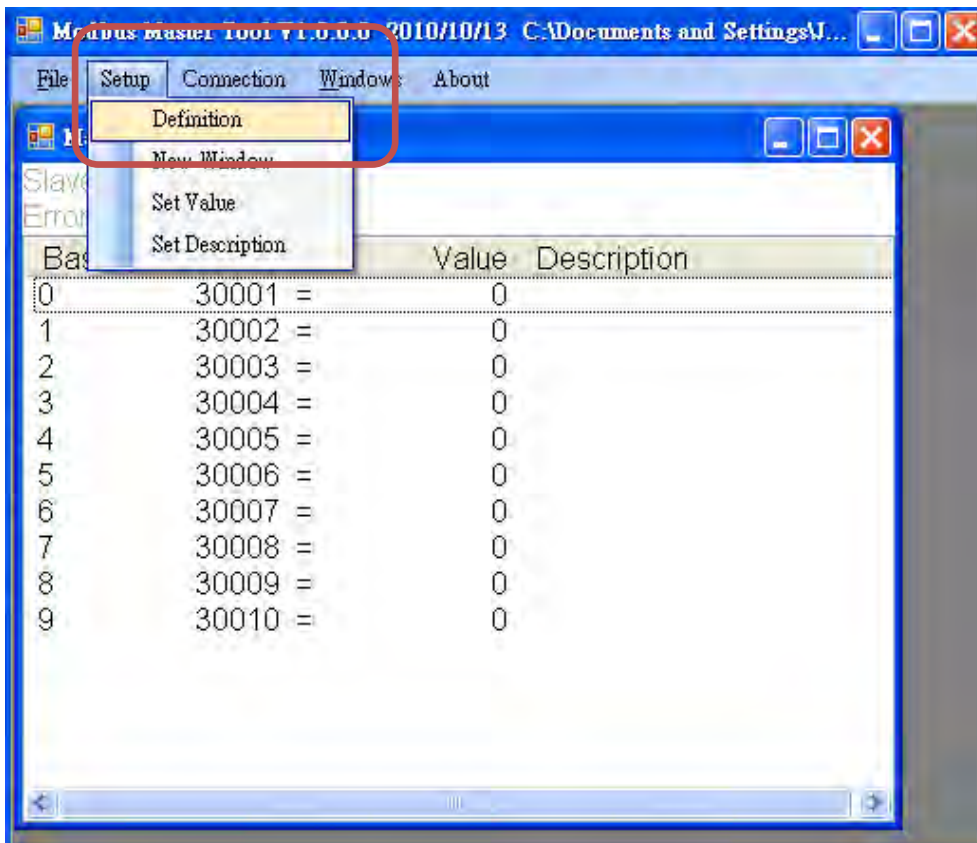 Modbus Master Tool V1.0.0.0 2010/10/13 C:\Documents and Settings\J...
File Setup Connection Windows About
Definition
New Window
Set Value
Set Description
Slave
Error
Bas Value Description
0 30001 = 0
1 30002 = 0
2 30003 = 0
3 30004 = 0
4 30005 = 0
5 30006 = 0
6 30007 = 0
7 30008 = 0
8 30009 = 0
9 30010 = 0